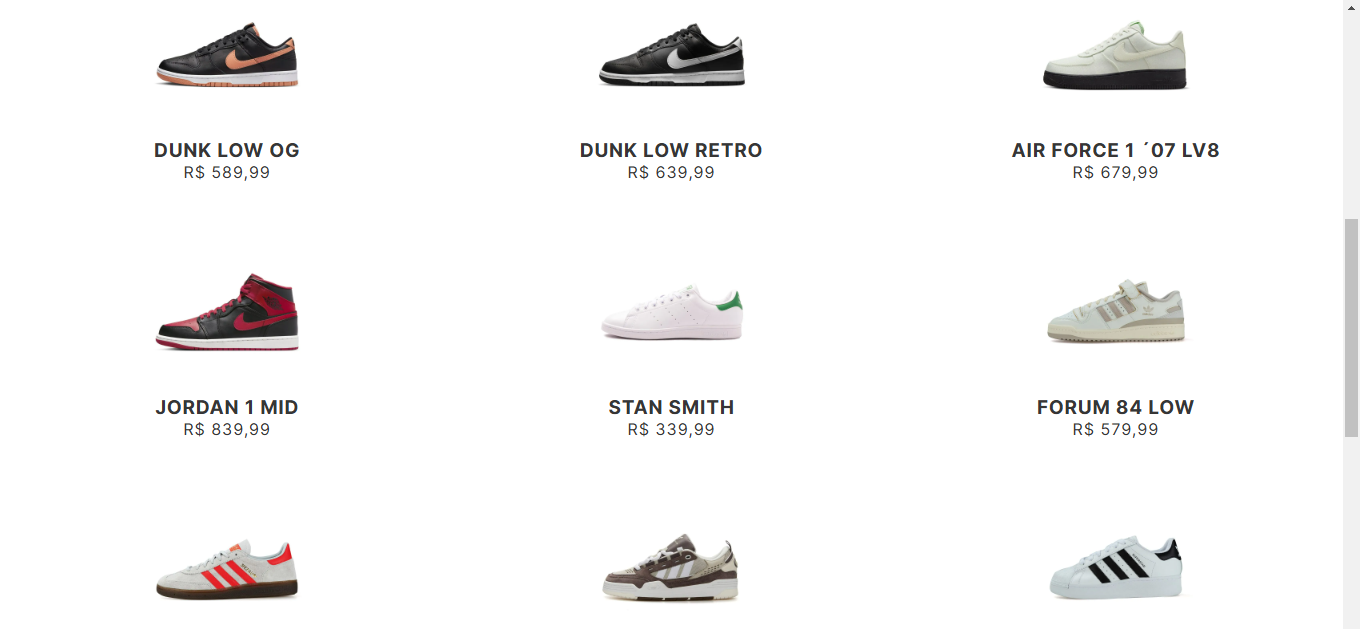 DUNK LOW OG
R$ 589,99
DUNK LOW RETRO
R$ 639,99
AIR FORCE 1 ´07 LV8
R$ 679,99
JORDAN 1 MID
R$ 839,99
STAN SMITH
R$ 339,99
FORUM 84 LOW
R$ 579,99